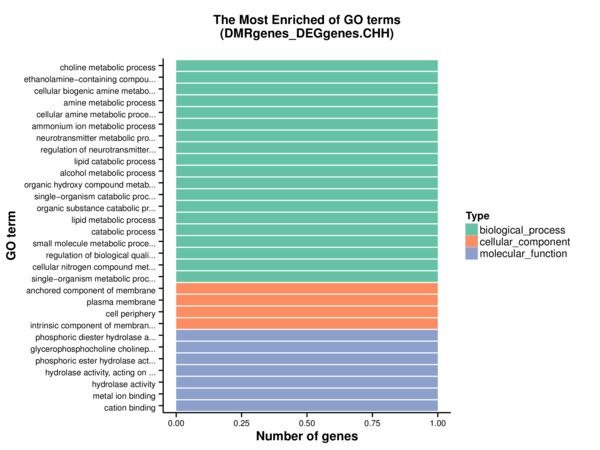 The Most Enriched of GO terms
(DMRgenes_DEGgenes.CHH)
choline metabolic process
ethanolamine−containing compou...
cellular biogenic amine metabo...
amine metabolic process
cellular amine metabolic proce...
ammonium ion metabolic process
neurotransmitter metabolic pro...
regulation of neurotransmitter...
lipid catabolic process
alcohol metabolic process
organic hydroxy compound metab...
single−organism catabolic proc...
organic substance catabolic pr...
lipid metabolic process
catabolic process
small molecule metabolic proce...
regulation of biological quali...
cellular nitrogen compound met...
single−organism metabolic proc...
anchored component of membrane
plasma membrane
cell periphery
intrinsic component of membran...
phosphoric diester hydrolase a...
glycerophosphocholine cholinep...
phosphoric ester hydrolase act...
hydrolase activity, acting on ...
hydrolase activity
metal ion binding
cation binding
GO term
0.00 0.25 0.50 0.75 1.00
Number of genes
Type
biological_process
cellular_component
molecular_function